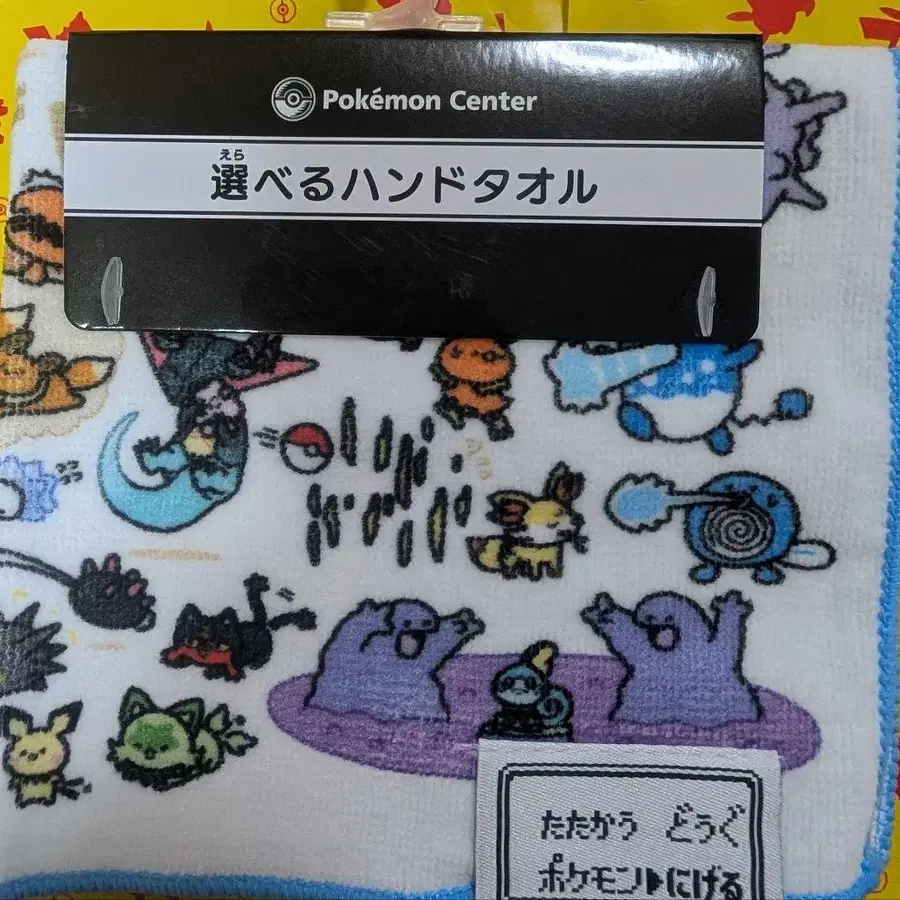 Pokémon Center
えら
選べるハンドタオル
たたかう どうぐ
ポケモン▶にげる